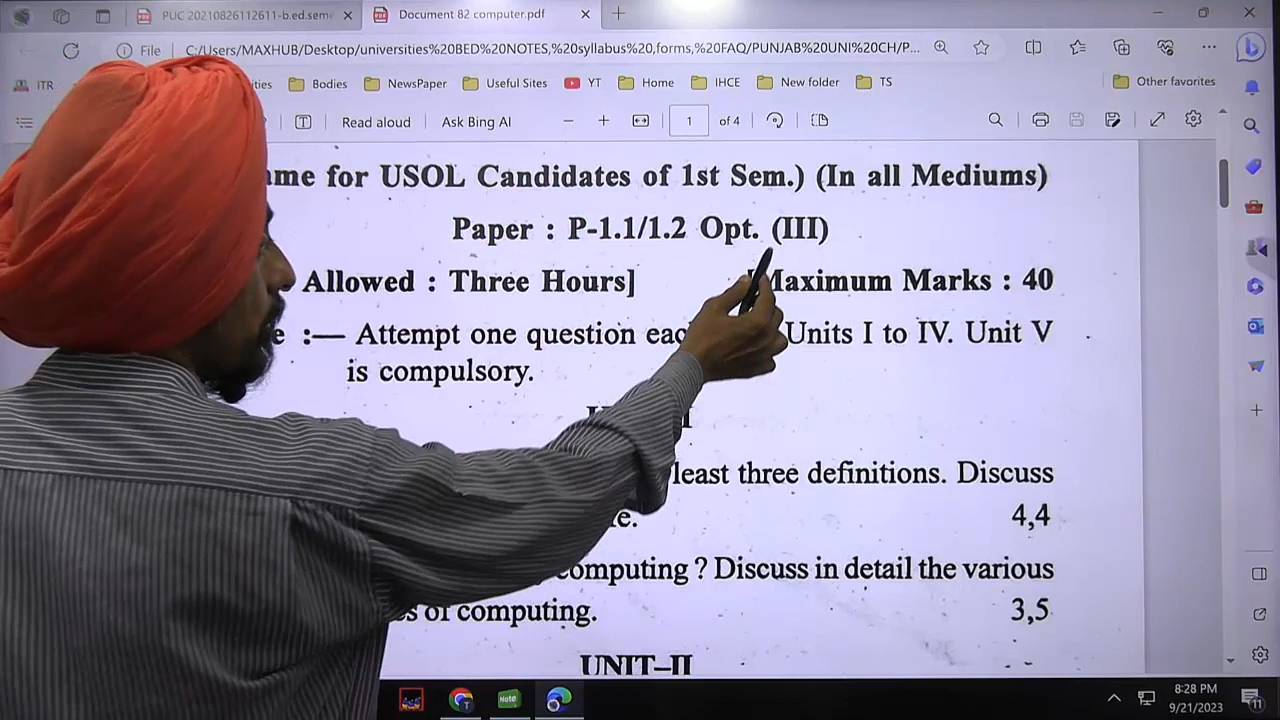 PUC 20210826112611-b.ed.seme
Document 82 computer.pdf
File
C:/Users/MAXHUB/Desktop/universities%20BED%20NOTES,%20syllabus%20,forms,%20FAQ/PUNJAB%20UNI%20CH/P...
ITR
Bodies
NewsPaper
Useful Sites
YT
Home
IHCE
New folder
TS
Other favorites
Read aloud
Ask Bing AI
1 of 4
for USOL Candidates of 1st Sem.) (In all Mediums)
Paper : P-1.1/1.2 Opt. (III)
Allowed : Three Hours] Maximum Marks : 40
:— Attempt one question Units I to IV. Unit V
is compulsory.
least three definitions. Discuss
4,4
computing ? Discuss in detail the various
of computing. 3,5
UNIT–II
Note
8:28 PM
9/21/2023
11